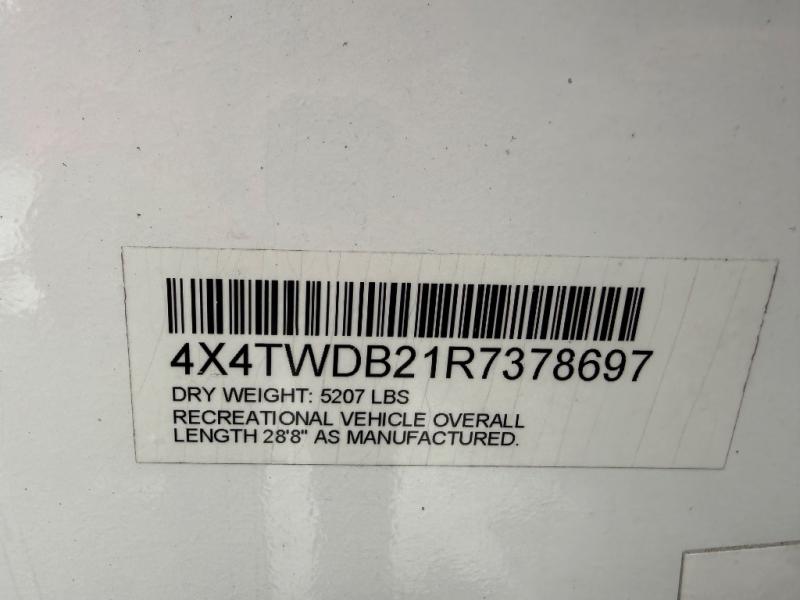 4X4TWDB21R7378697
DRY WEIGHT: 5207 LBS
RECREATIONAL VEHICLE OVERALL
LENGTH 28'8" AS MANUFACTURED.